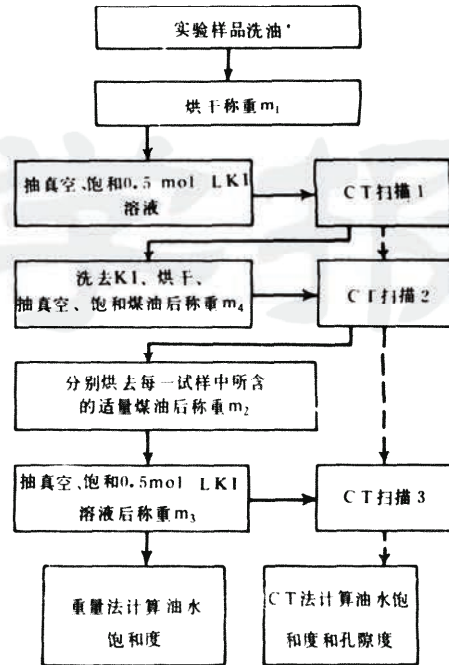 实验样品洗油*
烘干称重m₁
抽真空、饱和0.5 mol LKI
溶液
CT扫描1
洗去KI、烘干、
抽真空、饱和煤油后称重m₄
CT扫描2
分别烘去每一试样中所含
的适量煤油后称重m₂
抽真空、饱和0.5mol LKI
溶液后称重m₃
CT扫描3
重量法计算油水
饱和度
CT法计算油水饱
和度和孔隙度